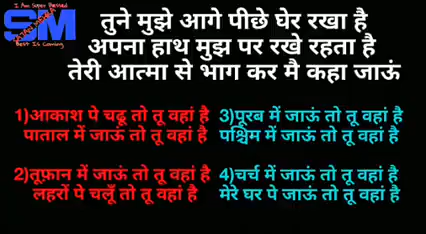 I Am Super Blessed
SM
Best Is Coming
तुने मुझे आगे पीछे घेर रखा है
अपना हाथ मुझ पर रखे रहता है
तेरी आत्मा से भाग कर मै कहा जाऊं
1)आकाश पे चढू तो तू वहां है
पाताल में जाऊं तो तू वहां है
2)तूफ़ान में जाऊं तो तू वहां है
लहरों पे चलूँ तो तू वहां है
3)पूरब में जाऊं तो तू वहां है
पश्चिम में जाऊं तो तू वहां है
4)चर्च में जाऊं तो तू वहां है
मेरे घर पे जाऊं तो तू वहां है